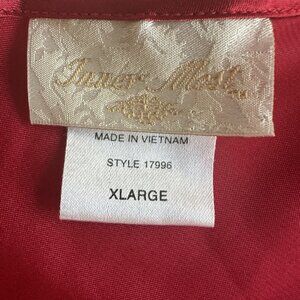 Inner Most
MADE IN VIETNAM
STYLE 17996
XLARGE